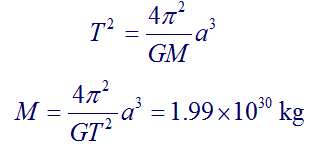 T² = 4π²/GM a³
M = 4π²/GT² a³ = 1.99×10³⁰ kg